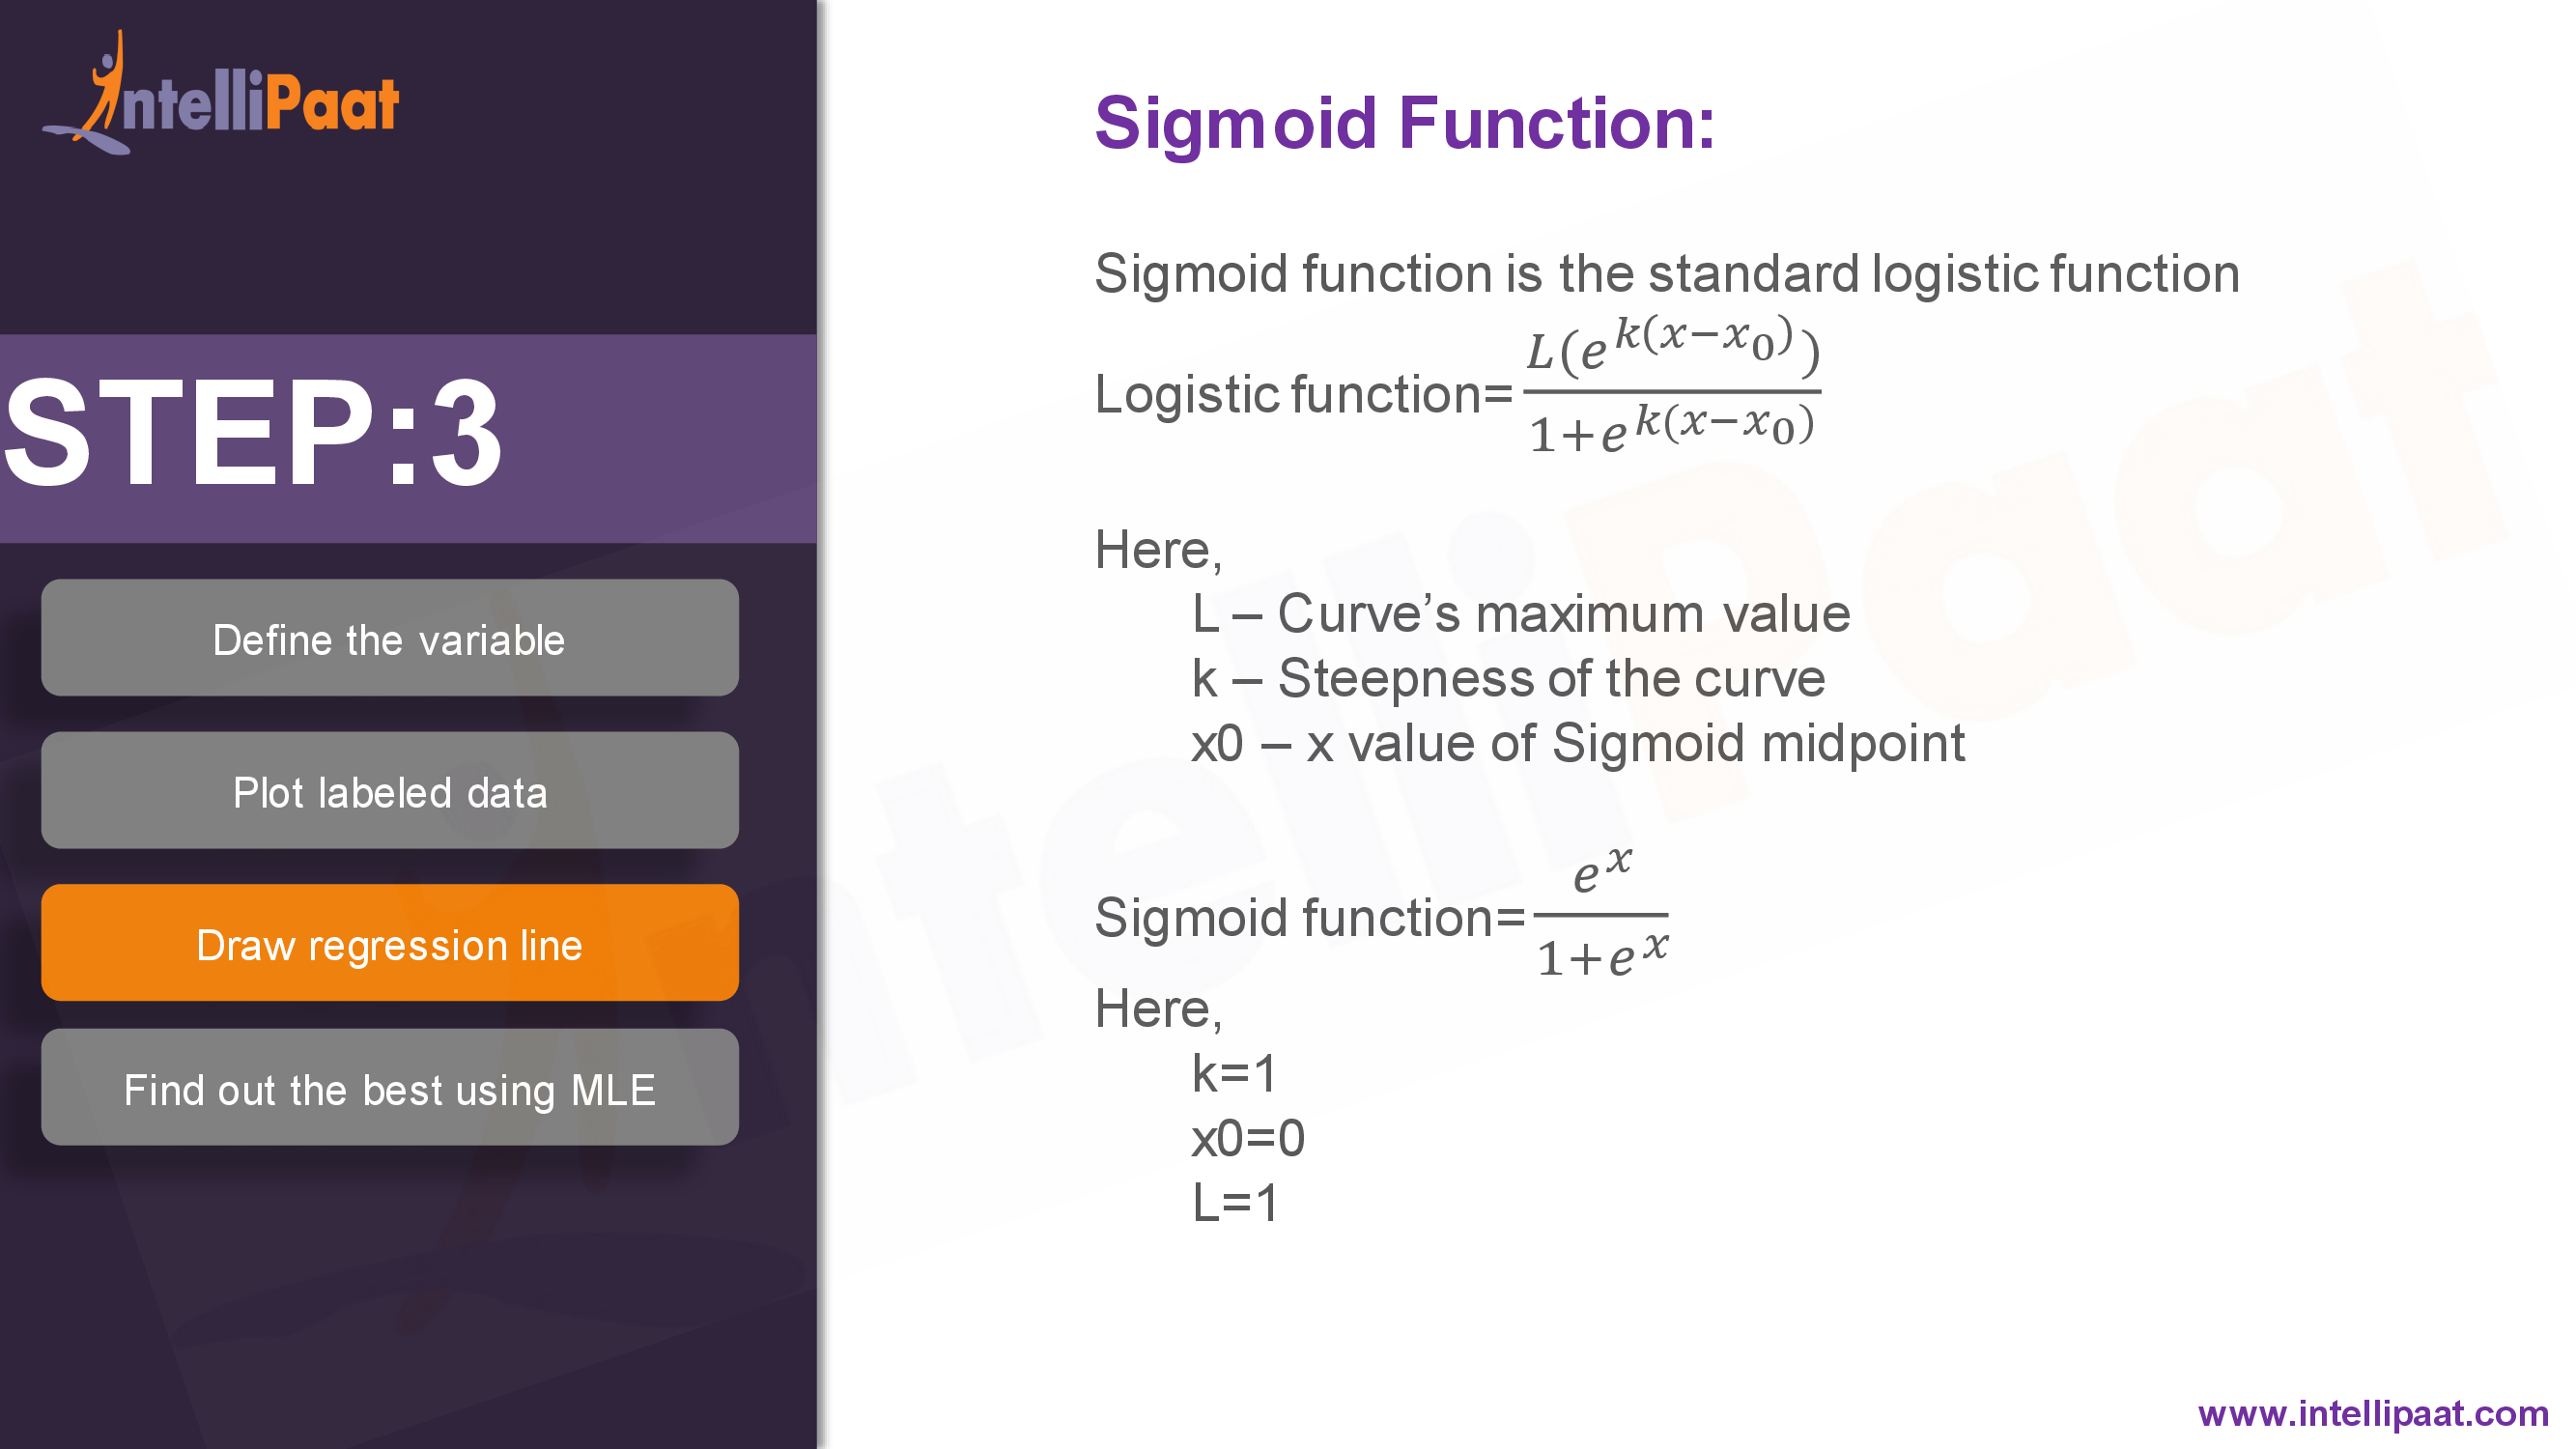 IntelliPaat
STEP:3
Define the variable
Plot labeled data
Draw regression line
Find out the best using MLE
Sigmoid Function:
Sigmoid function is the standard logistic function
Logistic function= L(e^k(x−x₀)) / 1+e^k(x−x₀)
Here,
L – Curve’s maximum value
k – Steepness of the curve
x0 – x value of Sigmoid midpoint
Sigmoid function= e^x / 1+e^x
Here,
k=1
x0=0
L=1
IntelliPaat
www.intellipaat.com